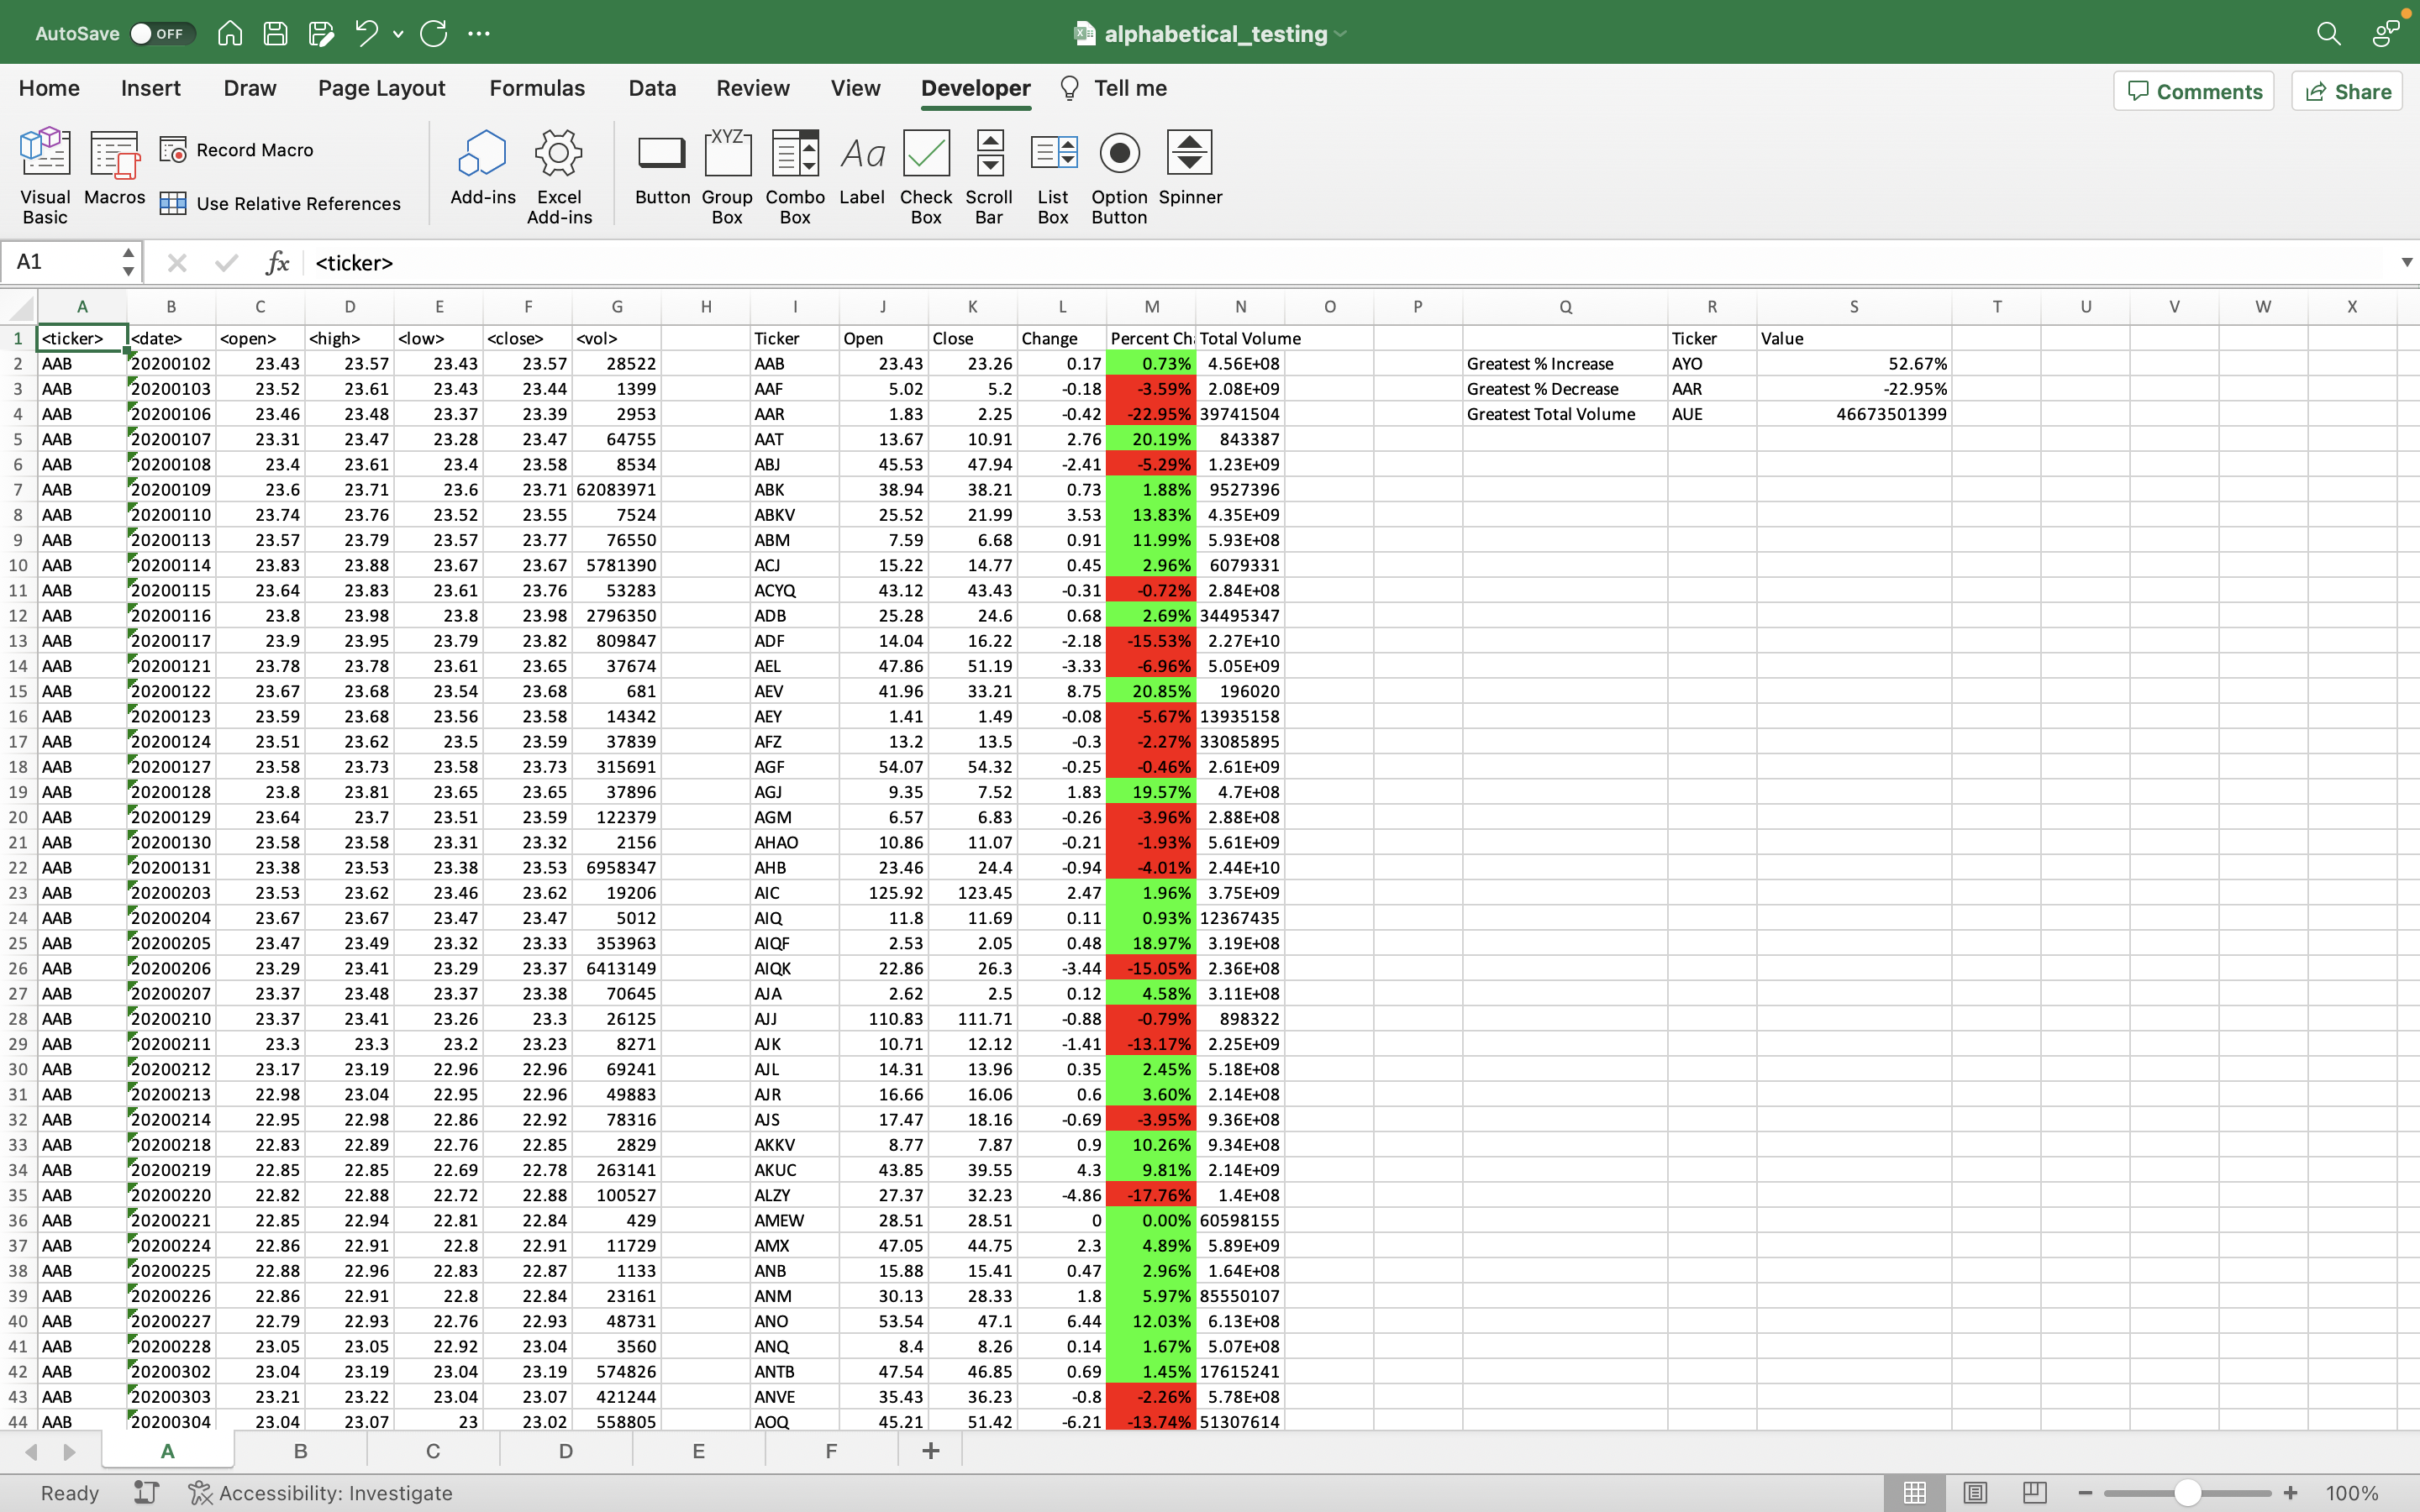 AutoSave OFF alphabetical_testing
Home Insert Draw Page Layout Formulas Data Review View Developer Tell me Comments Share
Visual Basic Macros Record Macro Use Relative References Add-ins Excel Add-ins Button Group Box Combo Box Label Check Box Scroll Bar List Box Option Button Spinner
XYZ Aa
A1 fx <ticker>
A B C D E F G H I J K L M N O P Q R S T U V W X
1 <ticker> <date> <open> <high> <low> <close> <vol> Ticker Open Close Change Percent Ch Total Volume Ticker Value
2 AAB 20200102 23.43 23.57 23.43 23.57 28522 AAB 23.43 23.26 0.17 0.73% 4.56E+08 Greatest % Increase AYO 52.67%
3 AAB 20200103 23.52 23.61 23.43 23.44 1399 AAF 5.02 5.2 -0.18 -3.59% 2.08E+09 Greatest % Decrease AAR -22.95%
4 AAB 20200106 23.46 23.48 23.37 23.39 2953 AAR 1.83 2.25 -0.42 -22.95% 39741504 Greatest Total Volume AUE 46673501399
5 AAB 20200107 23.31 23.47 23.28 23.47 64755 AAT 13.67 10.91 2.76 20.19% 843387
6 AAB 20200108 23.4 23.61 23.4 23.58 8534 ABJ 45.53 47.94 -2.41 -5.29% 1.23E+09
7 AAB 20200109 23.6 23.71 23.6 23.71 62083971 ABK 38.94 38.21 0.73 1.88% 9527396
8 AAB 20200110 23.74 23.76 23.52 23.55 7524 ABKV 25.52 21.99 3.53 13.83% 4.35E+09
9 AAB 20200113 23.57 23.79 23.57 23.77 76550 ABM 7.59 6.68 0.91 11.99% 5.93E+08
10 AAB 20200114 23.83 23.88 23.67 23.67 5781390 ACJ 15.22 14.77 0.45 2.96% 6079331
11 AAB 20200115 23.64 23.83 23.61 23.76 53283 ACYQ 43.12 43.43 -0.31 -0.72% 2.84E+08
12 AAB 20200116 23.8 23.98 23.8 23.98 2796350 ADB 25.28 24.6 0.68 2.69% 34495347
13 AAB 20200117 23.9 23.95 23.79 23.82 809847 ADF 14.04 16.22 -2.18 -15.53% 2.27E+10
14 AAB 20200121 23.78 23.78 23.61 23.65 37674 AEL 47.86 51.19 -3.33 -6.96% 5.05E+09
15 AAB 20200122 23.67 23.68 23.54 23.68 681 AEV 41.96 33.21 8.75 20.85% 196020
16 AAB 20200123 23.59 23.68 23.56 23.58 14342 AEY 1.41 1.49 -0.08 -5.67% 13935158
17 AAB 20200124 23.51 23.62 23.5 23.59 37839 AFZ 13.2 13.5 -0.3 -2.27% 33085895
18 AAB 20200127 23.58 23.73 23.58 23.73 315691 AGF 54.07 54.32 -0.25 -0.46% 2.61E+09
19 AAB 20200128 23.8 23.81 23.65 23.65 37896 AGJ 9.35 7.52 1.83 19.57% 4.7E+08
20 AAB 20200129 23.64 23.7 23.51 23.59 122379 AGM 6.57 6.83 -0.26 -3.96% 2.88E+08
21 AAB 20200130 23.58 23.58 23.31 23.32 2156 AHAO 10.86 11.07 -0.21 -1.93% 5.61E+09
22 AAB 20200131 23.38 23.53 23.38 23.53 6958347 AHB 23.46 24.4 -0.94 -4.01% 2.44E+10
23 AAB 20200203 23.53 23.62 23.46 23.62 19206 AIC 125.92 123.45 2.47 1.96% 3.75E+09
24 AAB 20200204 23.67 23.67 23.47 23.47 5012 AIQ 11.8 11.69 0.11 0.93% 12367435
25 AAB 20200205 23.47 23.49 23.32 23.33 353963 AIQF 2.53 2.05 0.48 18.97% 3.19E+08
26 AAB 20200206 23.29 23.41 23.29 23.37 6413149 AIQK 22.86 26.3 -3.44 -15.05% 2.36E+08
27 AAB 20200207 23.37 23.48 23.37 23.38 70645 AJA 2.62 2.5 0.12 4.58% 3.11E+08
28 AAB 20200210 23.37 23.41 23.26 23.3 26125 AJJ 110.83 111.71 -0.88 -0.79% 898322
29 AAB 20200211 23.3 23.3 23.2 23.23 8271 AJK 10.71 12.12 -1.41 -13.17% 2.25E+09
30 AAB 20200212 23.17 23.19 22.96 22.96 69241 AJL 14.31 13.96 0.35 2.45% 5.18E+08
31 AAB 20200213 22.98 23.04 22.95 22.96 49883 AJR 16.66 16.06 0.6 3.60% 2.14E+08
32 AAB 20200214 22.95 22.98 22.86 22.92 78316 AJS 17.47 18.16 -0.69 -3.95% 9.36E+08
33 AAB 20200218 22.83 22.89 22.76 22.85 2829 AKKV 8.77 7.87 0.9 10.26% 9.34E+08
34 AAB 20200219 22.85 22.85 22.69 22.78 263141 AKUC 43.85 39.55 4.3 9.81% 2.14E+09
35 AAB 20200220 22.82 22.88 22.72 22.88 100527 ALZY 27.37 32.23 -4.86 -17.76% 1.4E+08
36 AAB 20200221 22.85 22.94 22.81 22.84 429 AMEW 28.51 28.51 0 0.00% 60598155
37 AAB 20200224 22.86 22.91 22.8 22.91 11729 AMX 47.05 44.75 2.3 4.89% 5.89E+09
38 AAB 20200225 22.88 22.96 22.83 22.87 1133 ANB 15.88 15.41 0.47 2.96% 1.64E+08
39 AAB 20200226 22.86 22.91 22.8 22.84 23161 ANM 30.13 28.33 1.8 5.97% 85550107
40 AAB 20200227 22.79 22.93 22.76 22.93 48731 ANO 53.54 47.1 6.44 12.03% 6.13E+08
41 AAB 20200228 23.05 23.05 22.92 23.04 3560 ANQ 8.4 8.26 0.14 1.67% 5.07E+08
42 AAB 20200302 23.04 23.19 23.04 23.19 574826 ANTB 47.54 46.85 0.69 1.45% 17615241
43 AAB 20200303 23.21 23.22 23.04 23.07 421244 ANVE 35.43 36.23 -0.8 -2.26% 5.78E+08
44 AAB 20200304 23.04 23.07 23 23.02 558805 AOQ 45.21 51.42 -6.21 -13.74% 51307614
A B C D E F +
Ready Accessibility: Investigate 100%